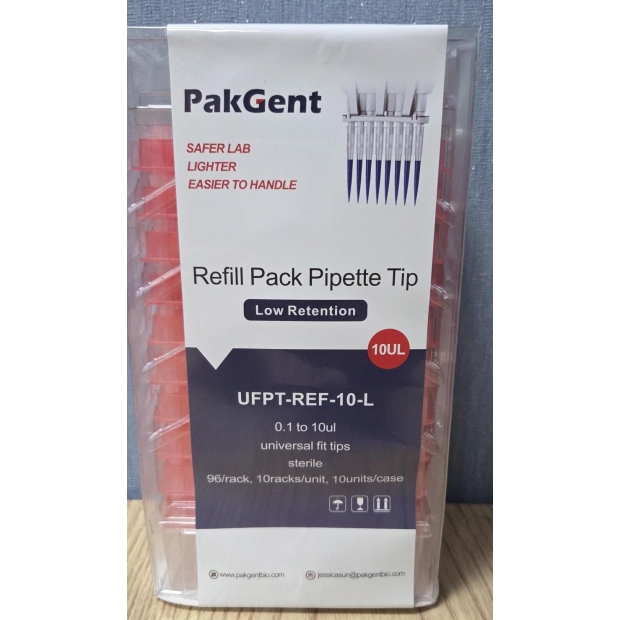 PakGent
SAFER LAB
LIGHTER
EASIER TO HANDLE
Refill Pack Pipette Tip
Low Retention
10UL
UFPT-REF-10-L
0.1 to 10ul
universal fit tips
sterile
96/rack, 10racks/unit, 10units/case
www.pakgentbio.com
jessicasun@pakgentbio.com